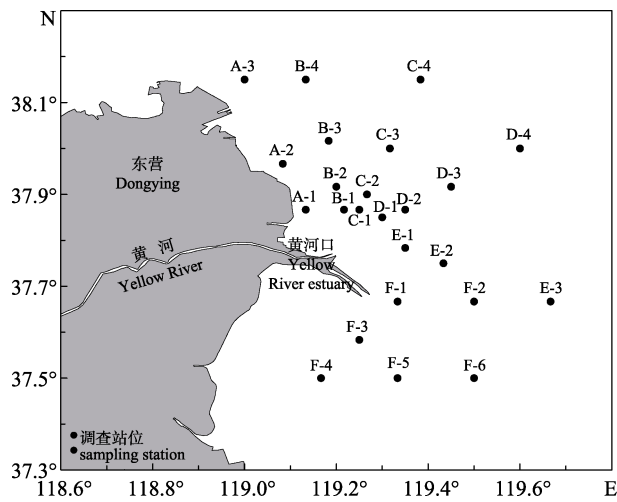 N
A-3
B-4
C-4
38.1°
B-3
C-3
D-4
A-2
东营
Dongying
B-2
C-2
D-3
37.9°
A-1
B-1
C-1
D-1
D-2
黄河
黄河口
E-1
E-2
Yellow River
Yellow
River estuary
37.7°
F-1
F-2
E-3
F-3
37.5°
F-4
F-5
F-6
调查站位
sampling station
37.3°
118.6°
118.8°
119.0°
119.2°
119.4°
119.6°
E